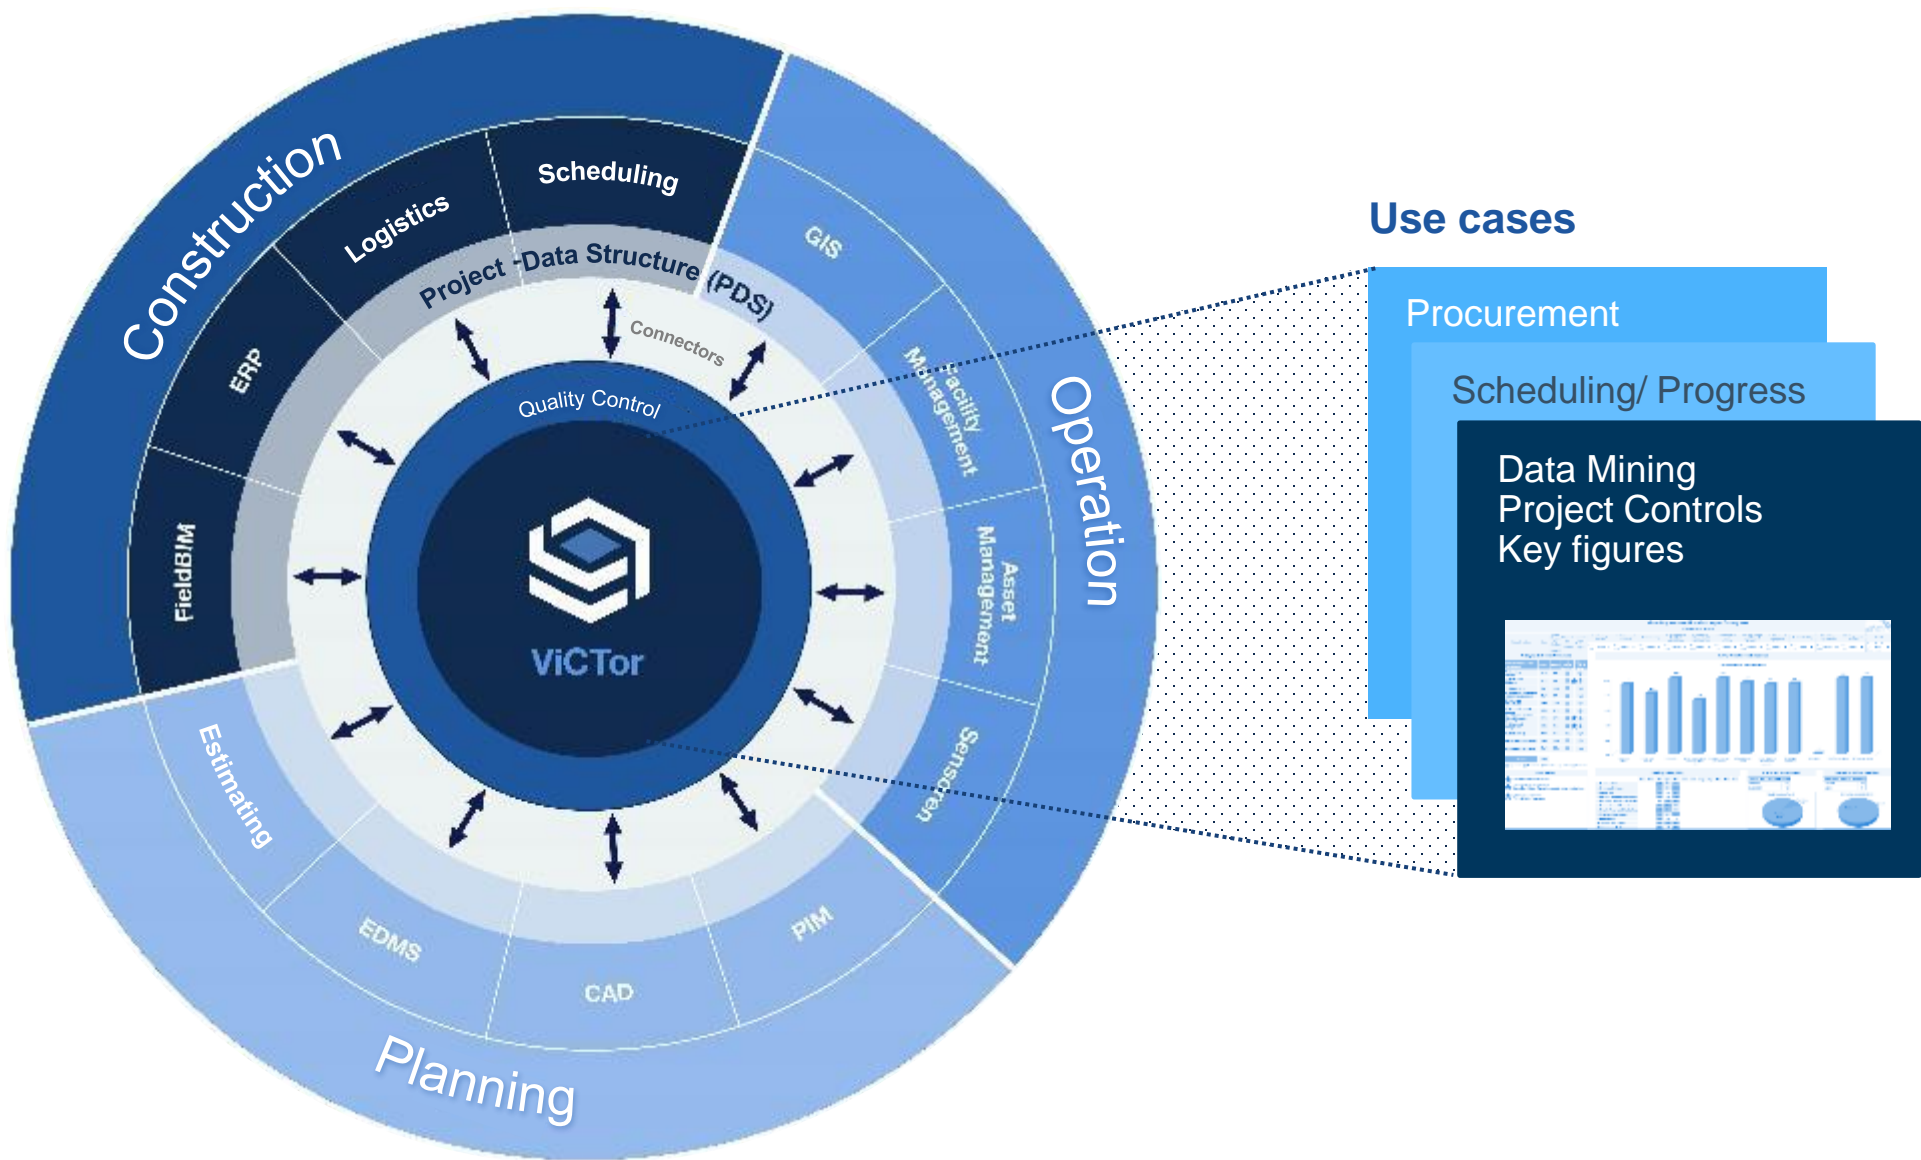 Construction
Scheduling
Logistics
ERP
FieldBIM
Project -Data Structure (PDS)
Connectors
Quality Control
ViCTor
Operation
GIS
Facility
Management
Asset
Management
Sensoren
Planning
Estimating
EDMS
CAD
PIM
Use cases
Procurement
Scheduling/ Progress
Data Mining
Project Controls
Key figures